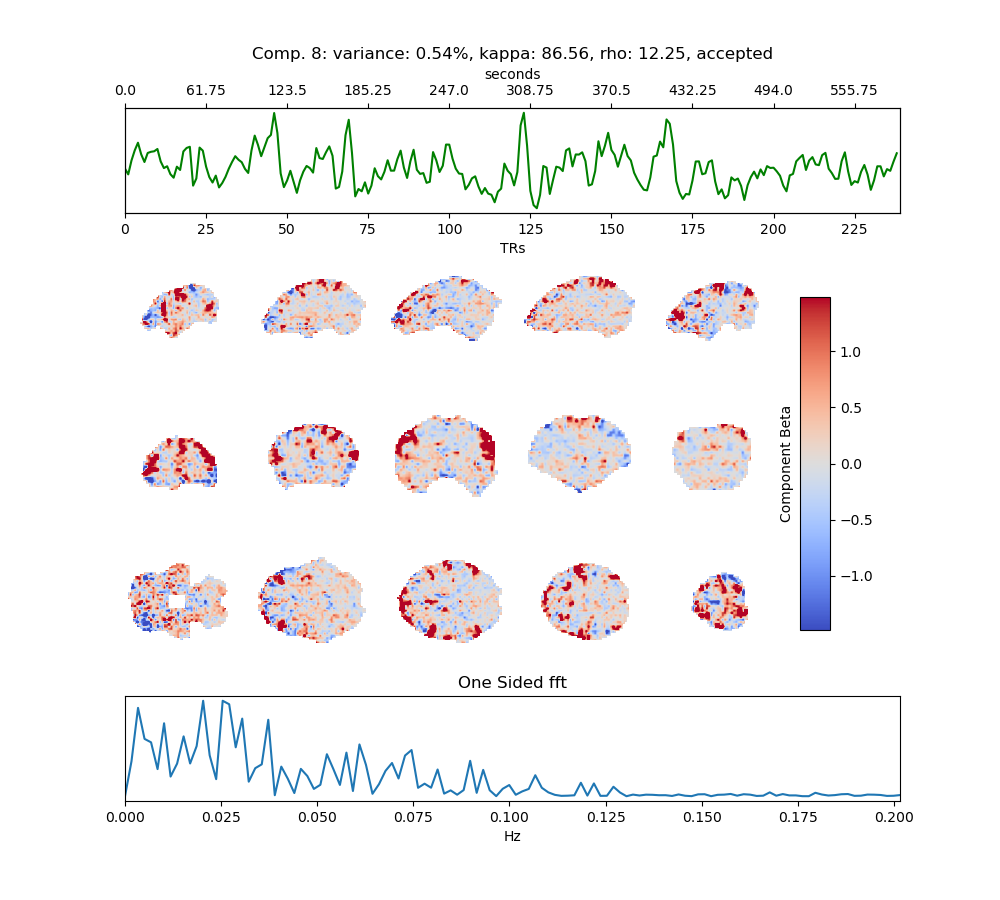 Comp. 8: variance: 0.54%, kappa: 86.56, rho: 12.25, accepted
seconds
0.0 61.75 123.5 185.25 247.0 308.75 370.5 432.25 494.0 555.75
0 25 50 75 100 125 150 175 200 225
TRs
1.0
0.5
0.0
−0.5
−1.0
Component Beta
One Sided fft
0.000 0.025 0.050 0.075 0.100 0.125 0.150 0.175 0.200
Hz